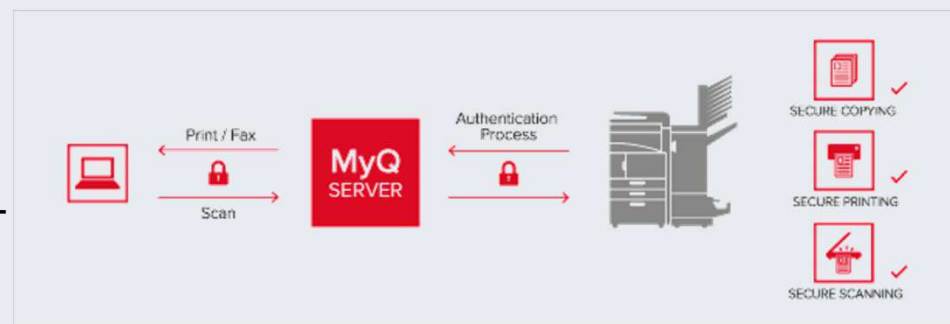 Print / Fax
Scan
MyQ
SERVER
Authentication
Process
SECURE COPYING
SECURE PRINTING
SECURE SCANNING